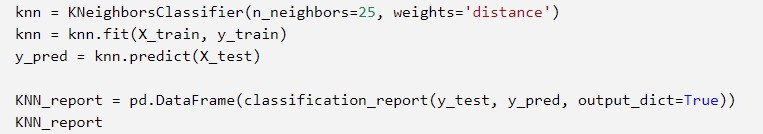 knn = KNeighborsClassifier(n_neighbors=25, weights='distance')
knn = knn.fit(X_train, y_train)
y_pred = knn.predict(X_test)
KNN_report = pd.DataFrame(classification_report(y_test, y_pred, output_dict=True))
KNN_report